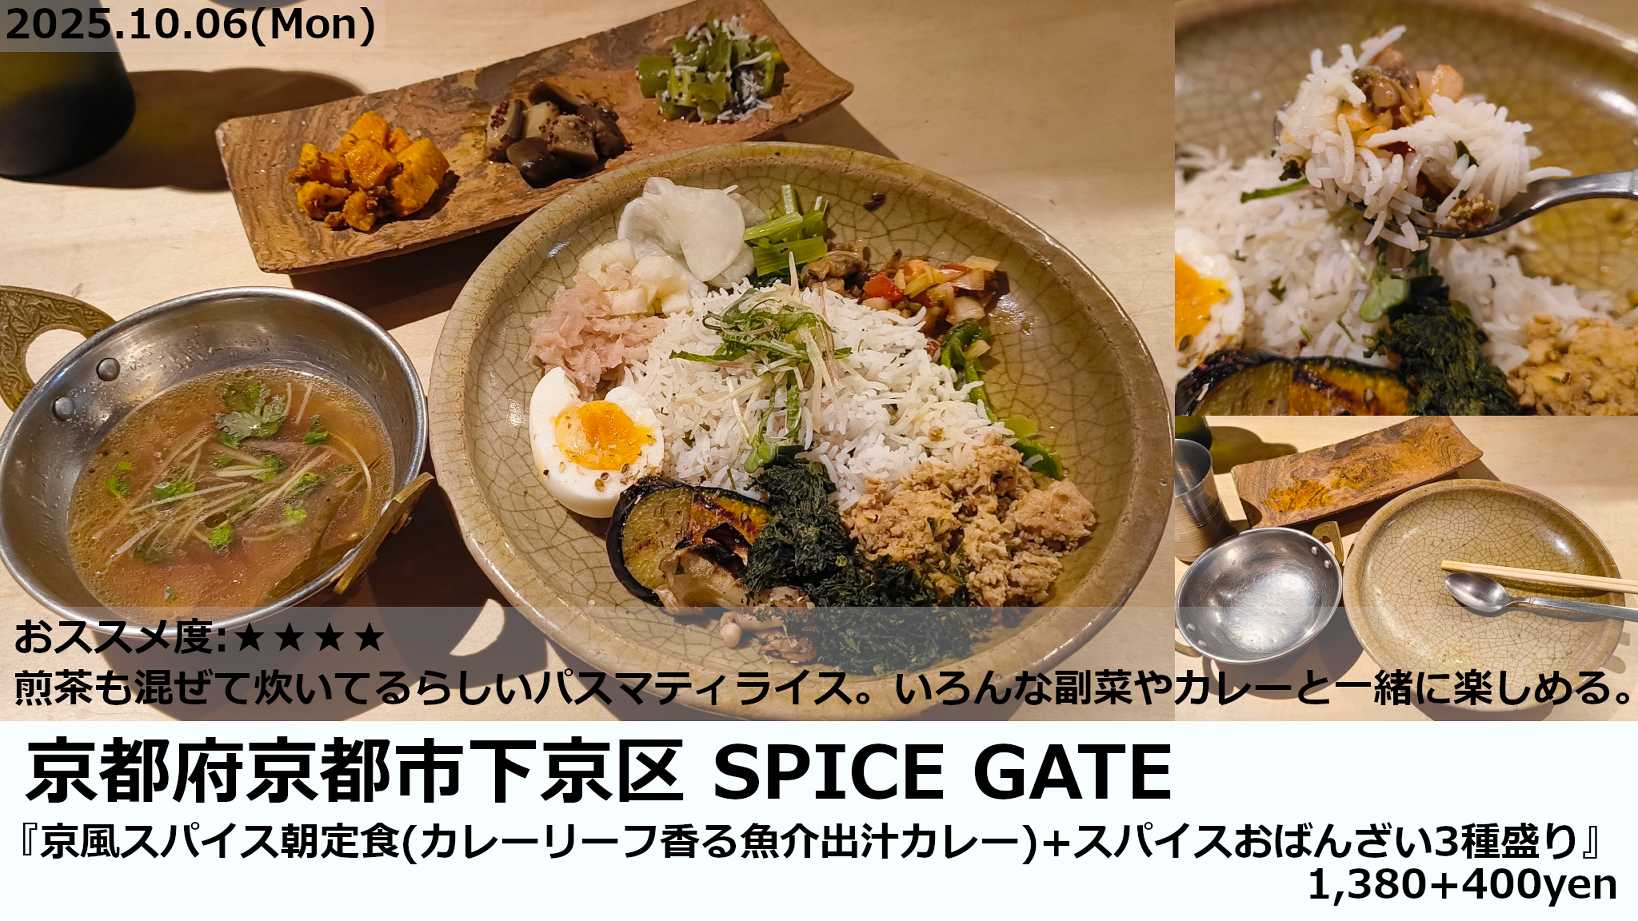 2025.10.06(Mon)
おススメ度:★★★★
煎茶も混ぜて炊いてるらしいバスマティライス。いろんな副菜やカレーと一緒に楽しめる。
京都府京都市下京区 SPICE GATE
『京風スパイス朝定食(カレーリーフ香る魚介出汁カレー)+スパイスおばんざい3種盛り』
1,380+400yen